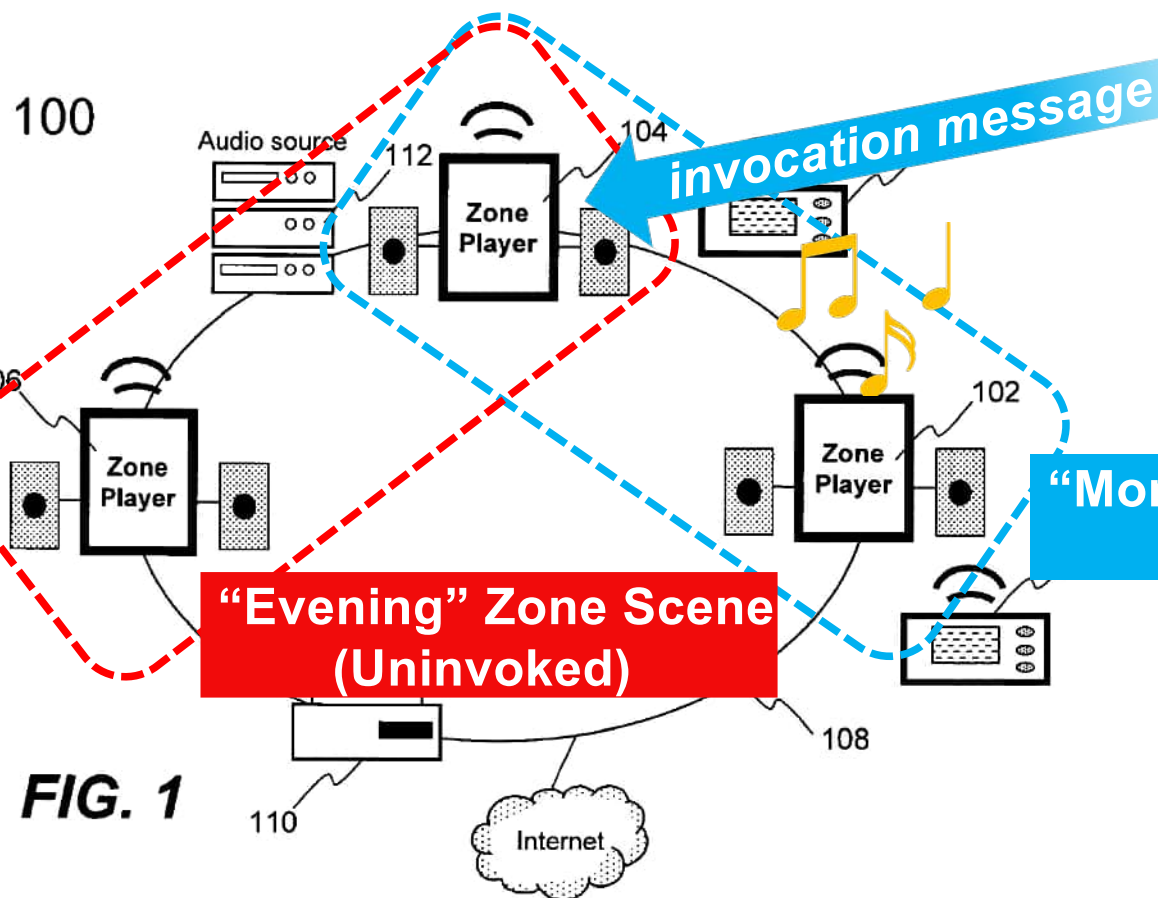 100
invocation message
104
Audio source
112
Zone
Player
102
Zone
Player
Zone
Player
“Mor
“Evening” Zone Scene
(Uninvoked)
108
FIG. 1
110
Internet